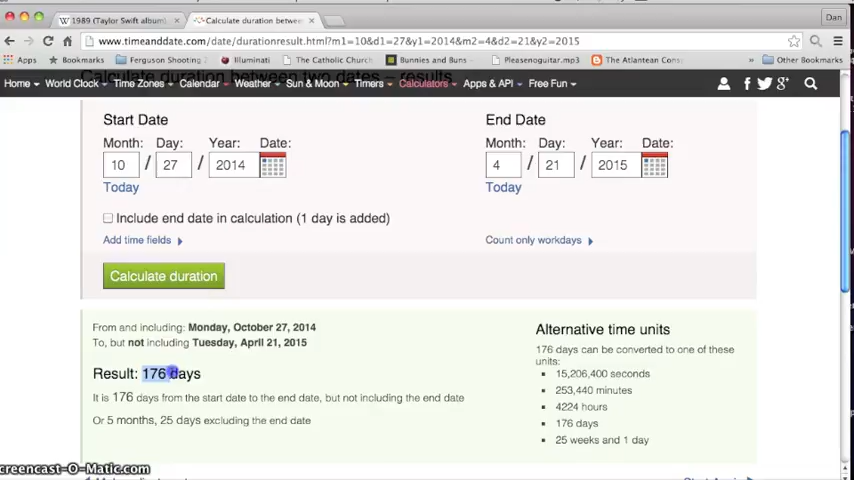 W 1989 (Taylor Swift album)
Calculate duration betwee
Dan
www.timeanddate.com/date/durationresult.html?m1=10&d1=27&y1=2014&m2=4&d2=21&y2=2015
Apps Bookmarks Ferguson Shooting Illuminati The Catholic Church Bunnies and Buns Pleasenoguitar.mp3 The Atlantean Cons » Other Bookmarks
Calculate duration between two dates – results
Home World Clock Time Zones Calendar Weather Sun & Moon Timers Calculators Apps & API Free Fun
Start Date
End Date
Month: Day: Year: Date:
Month: Day: Year: Date:
10 / 27 / 2014
4 / 21 / 2015
Today
Today
Include end date in calculation (1 day is added)
Add time fields
Count only workdays
Calculate duration
From and including: Monday, October 27, 2014
To, but not including Tuesday, April 21, 2015
Result: 176 days
It is 176 days from the start date to the end date, but not including the end date
Or 5 months, 25 days excluding the end date
Alternative time units
176 days can be converted to one of these
units:
15,206,400 seconds
253,440 minutes
4224 hours
176 days
25 weeks and 1 day
creencast-O-Matic.com